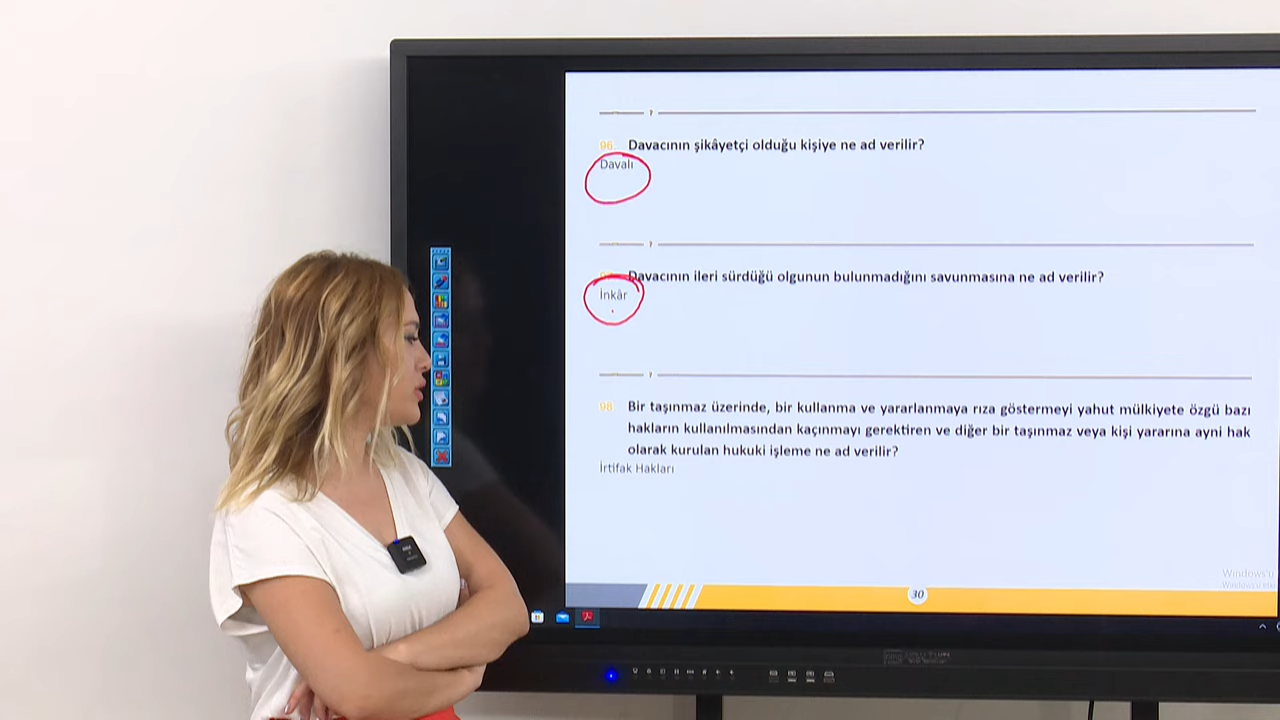 ?
96 Davacının şikâyetçi olduğu kişiye ne ad verilir?
Davalı
?
Davacının ileri sürdüğü olgunun bulunmadığını savunmasına ne ad verilir?
İnkâr
?
98 Bir taşınmaz üzerinde, bir kullanma ve yararlanmaya rıza göstermeyi yahut mülkiyete özgü bazı
hakların kullanılmasından kaçınmayı gerektiren ve diğer bir taşınmaz veya kişi yararına ayni hak
olarak kurulan hukuki işleme ne ad verilir?
İrtifak Hakları
Windows'u
30